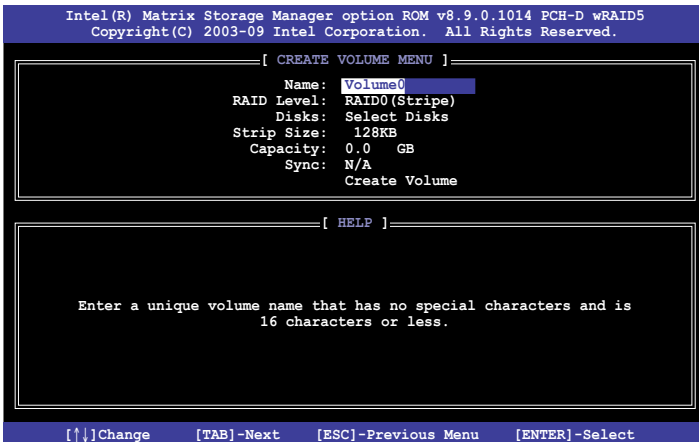 Intel(R) Matrix Storage Manager option ROM v8.9.0.1014 PCH-D wRAID5
Copyright(C) 2003-09 Intel Corporation. All Rights Reserved.
[ CREATE VOLUME MENU ]
Name: Volume0
RAID Level: RAID0(Stripe)
Disks: Select Disks
Strip Size: 128KB
Capacity: 0.0 GB
Sync: N/A
Create Volume
[ HELP ]
Enter a unique volume name that has no special characters and is
16 characters or less.
[↑↓]Change [TAB]-Next [ESC]-Previous Menu [ENTER]-Select